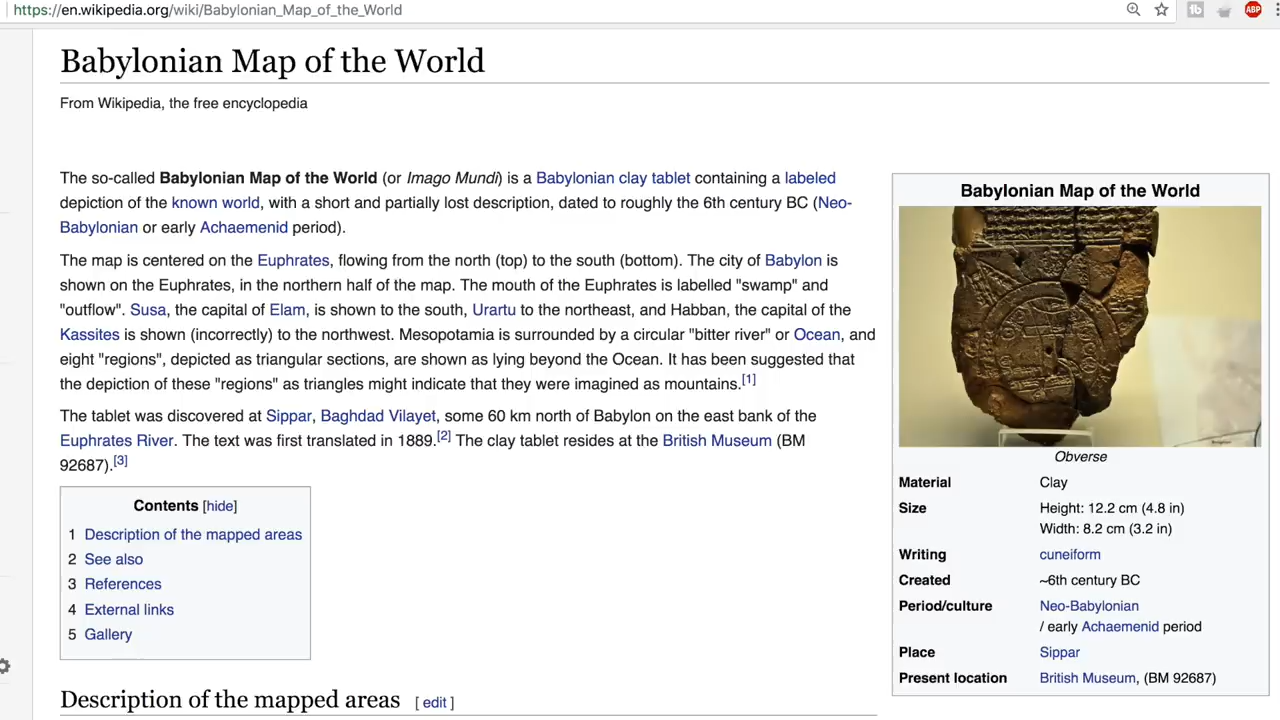 https://en.wikipedia.org/wiki/Babylonian_Map_of_the_World
ABP
Babylonian Map of the World
From Wikipedia, the free encyclopedia
The so-called Babylonian Map of the World (or Imago Mundi) is a Babylonian clay tablet containing a labeled
depiction of the known world, with a short and partially lost description, dated to roughly the 6th century BC (Neo-
Babylonian or early Achaemenid period).
The map is centered on the Euphrates, flowing from the north (top) to the south (bottom). The city of Babylon is
shown on the Euphrates, in the northern half of the map. The mouth of the Euphrates is labelled "swamp" and
"outflow". Susa, the capital of Elam, is shown to the south, Urartu to the northeast, and Habban, the capital of the
Kassites is shown (incorrectly) to the northwest. Mesopotamia is surrounded by a circular "bitter river" or Ocean, and
eight "regions", depicted as triangular sections, are shown as lying beyond the Ocean. It has been suggested that
the depiction of these "regions" as triangles might indicate that they were imagined as mountains.[1]
The tablet was discovered at Sippar, Baghdad Vilayet, some 60 km north of Babylon on the east bank of the
Euphrates River. The text was first translated in 1889.[2] The clay tablet resides at the British Museum (BM
92687).[3]
Contents [hide]
1 Description of the mapped areas
2 See also
3 References
4 External links
5 Gallery
Description of the mapped areas [ edit ]
Babylonian Map of the World
Obverse
Material Clay
Size Height: 12.2 cm (4.8 in)
Width: 8.2 cm (3.2 in)
Writing cuneiform
Created ~6th century BC
Period/culture Neo-Babylonian
/ early Achaemenid period
Place Sippar
Present location British Museum, (BM 92687)